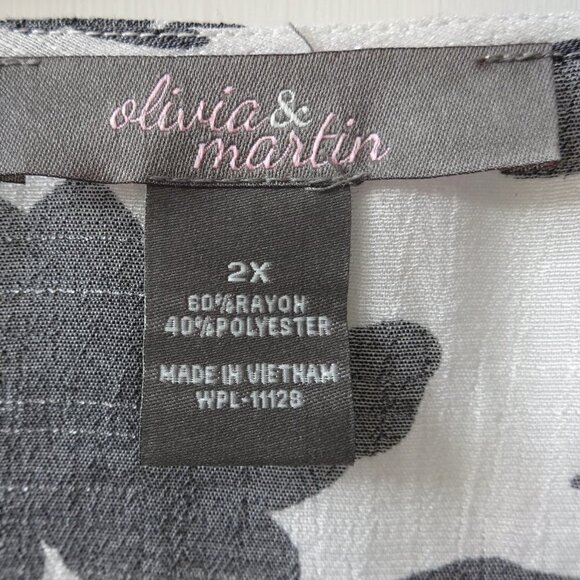 olivia &
martin
2X
60%RAYON
40%POLYESTER
MADE IN VIETNAM
WPL-11128